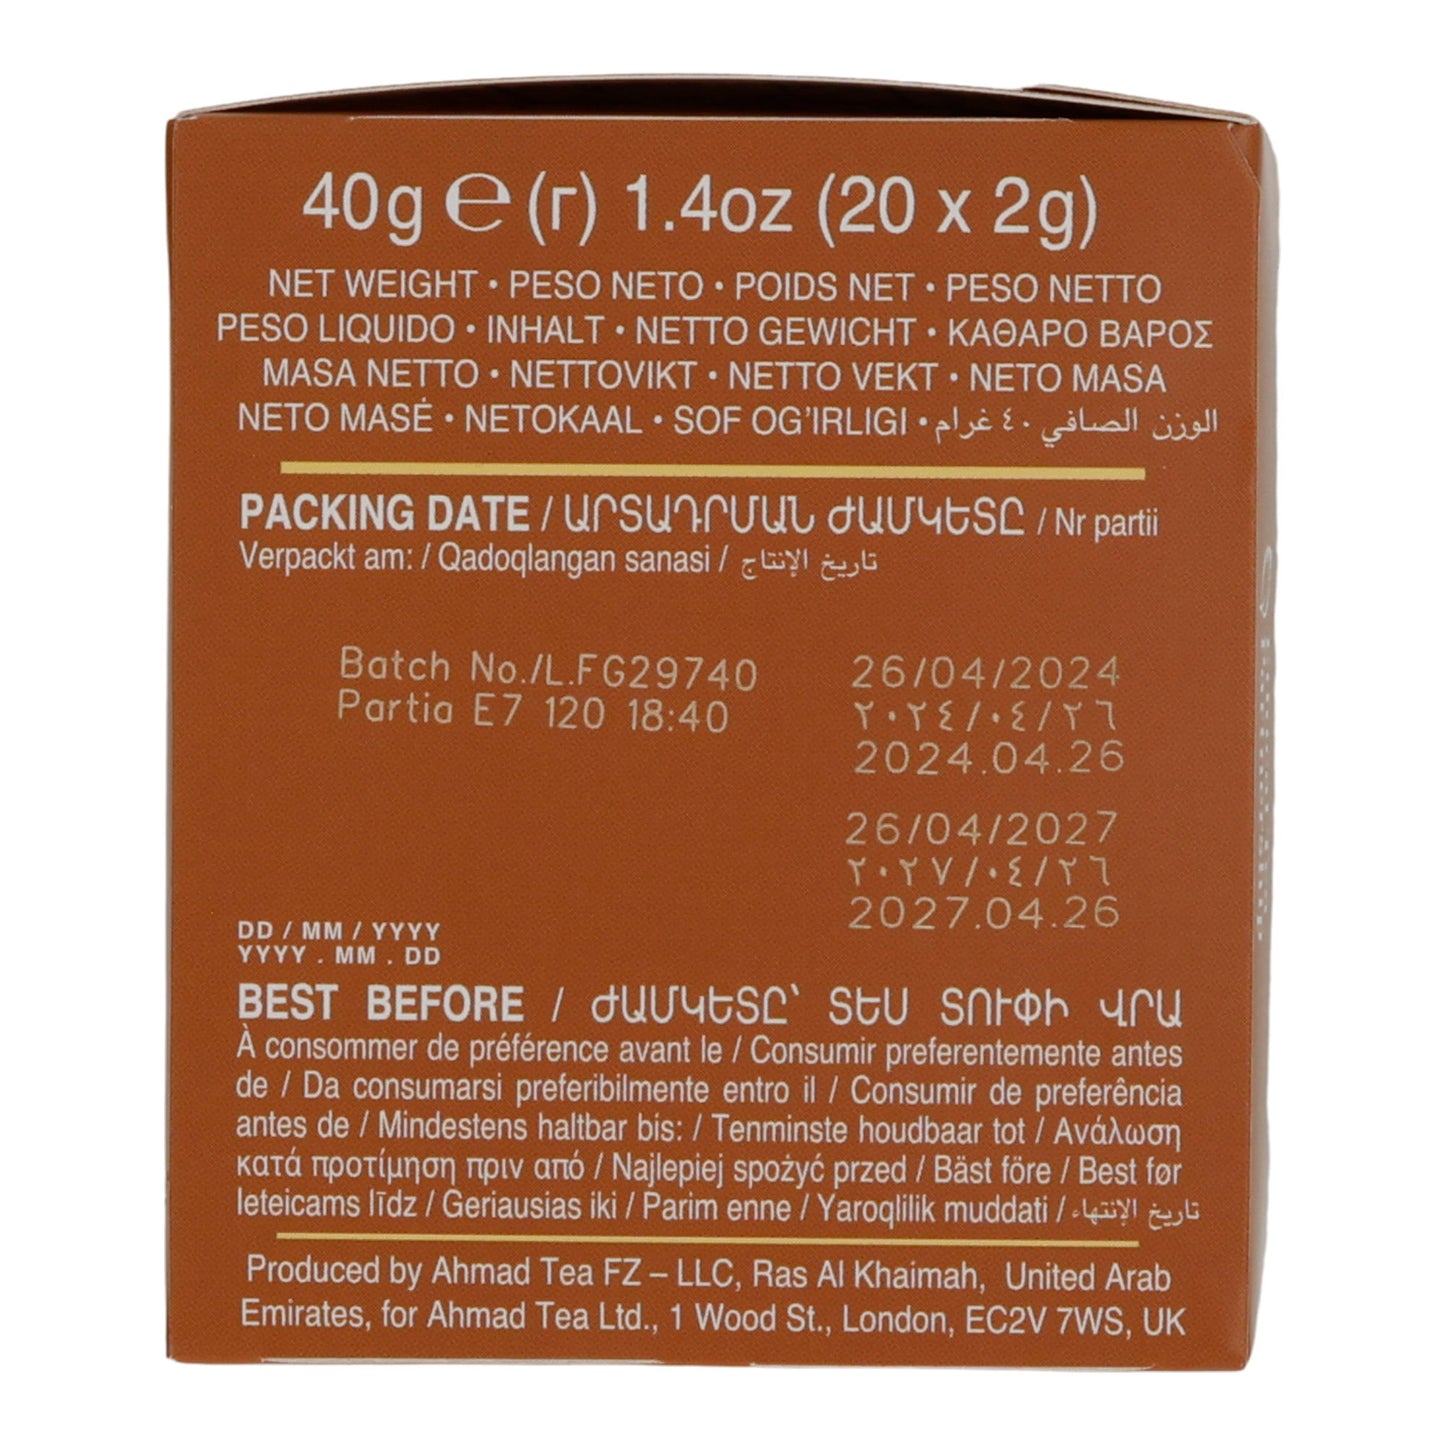 40g ℮ (г) 1.4oz (20 x 2g)
NET WEIGHT • PESO NETO • POIDS NET • PESO NETTO
PESO LIQUIDO • INHALT • NETTO GEWICHT • ΚΑΘΑΡΟ ΒΑΡΟΣ
MASA NETTO • NETTOVIKT • NETTO VEKT • NETO MASA
NETO MASĖ • NETOKAAL • SOF OG’IRLIGI • الوزن الصافي ٤٠ غرام
PACKING DATE / ԱՐՏԱԴՐՄԱՆ ԺԱՄԿԵՏԸ / Nr partii
Verpackt am: / Qadoqlangan sanasi / تاريخ الإنتاج
Batch No./L.FG29740
Partia E7 120 18:40
26/04/2024
٢٠٢٤/٠٤/٢٦
2024.04.26
26/04/2027
٢٠٢٧/٠٤/٢٦
2027.04.26
DD / MM / YYYY
YYYY . MM . DD
BEST BEFORE / ԺԱՄԿԵՏԸ՝ ՏԵՍ ՏՈՒՓԻ ՎՐԱ
À consommer de préférence avant le / Consumir preferentemente antes
de / Da consumarsi preferibilmente entro il / Consumir de preferência
antes de / Mindestens haltbar bis: / Tenminste houdbaar tot / Ανάλωση
κατά προτίμηση πριν από / Najlepiej spożyć przed / Bäst före / Best før
Ieteicams līdz / Geriausias iki / Parim enne / Yaroqlilik muddati / تاريخ الإنتهاء
Produced by Ahmad Tea FZ – LLC, Ras Al Khaimah, United Arab
Emirates, for Ahmad Tea Ltd., 1 Wood St., London, EC2V 7WS, UK